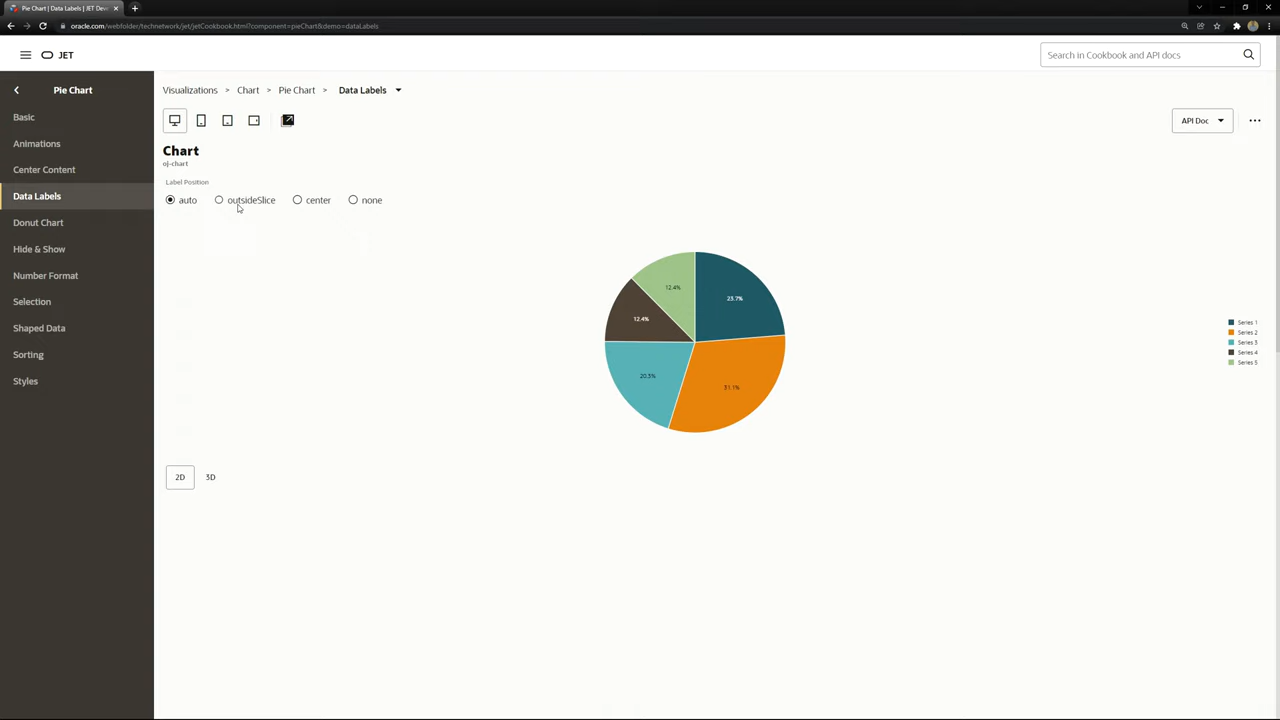 Pie Chart | Data Labels | JET Dev
oracle.com/webfolder/technetwork/jet/jetCookbook.html?component=pieChart&demo=dataLabels
JET
Search in Cookbook and API docs
Pie Chart
Basic
Animations
Center Content
Data Labels
Donut Chart
Hide & Show
Number Format
Selection
Shaped Data
Sorting
Styles
Visualizations > Chart > Pie Chart > Data Labels
API Doc
Chart
oj-chart
Label Position
auto outsideSlice center none
12.4%
23.7%
12.4%
20.3%
31.1%
Series 1
Series 2
Series 3
Series 4
Series 5
2D 3D